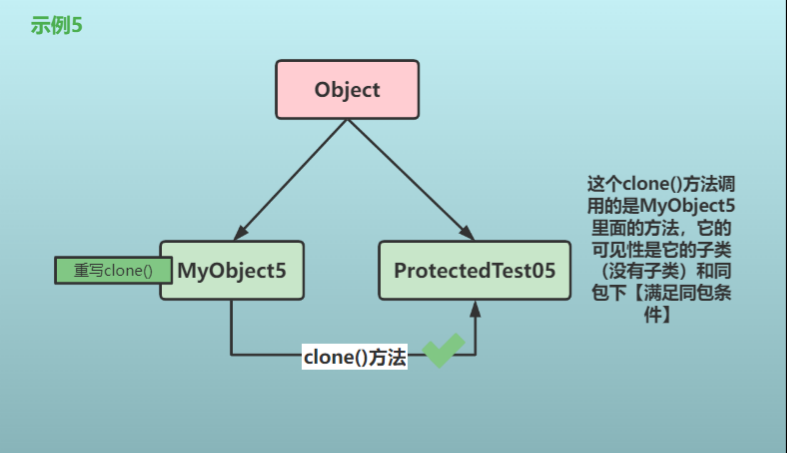 示例5
Object
这个clone()方法调
用的是MyObject5
里面的方法，它的
可见性是它的子类
（没有子类）和同
包下【满足同包条
件】
重写clone()
MyObject5
ProtectedTest05
clone()方法